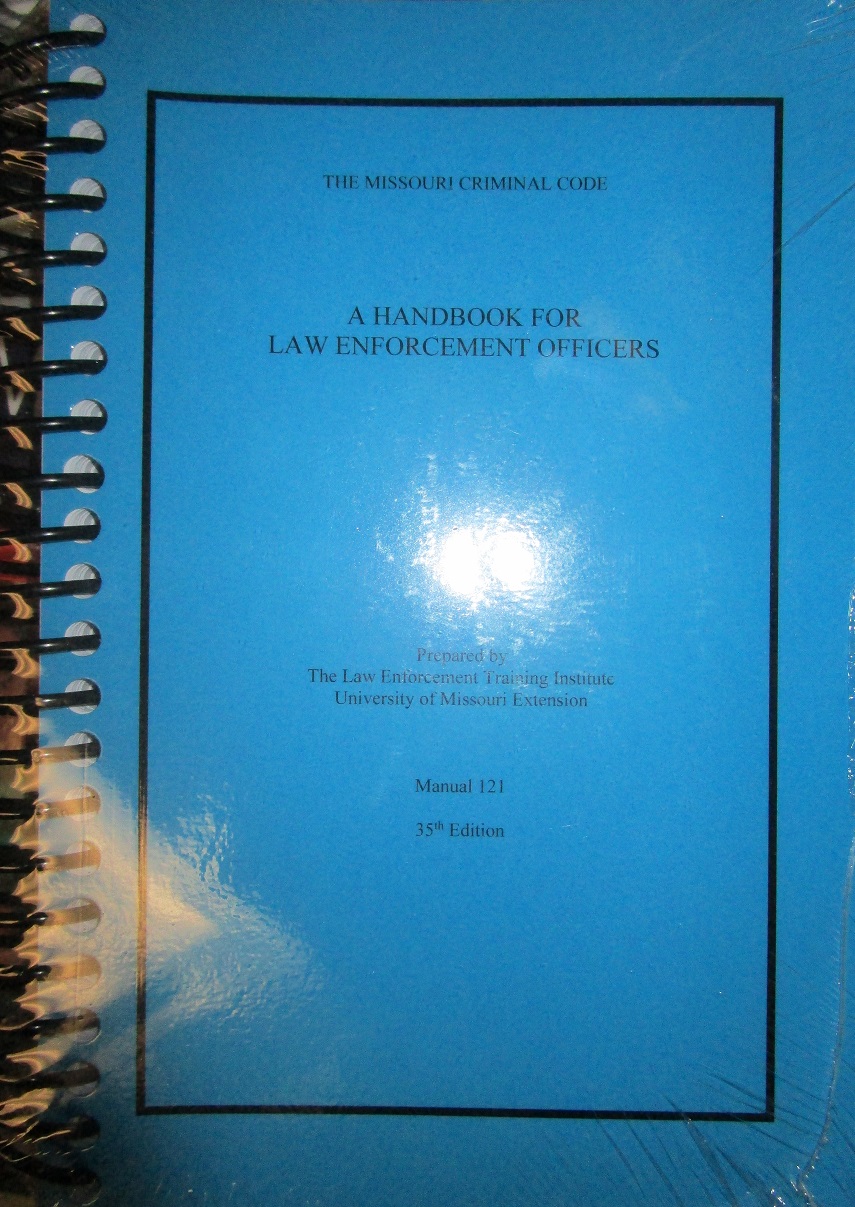 THE MISSOURI CRIMINAL CODE
A HANDBOOK FOR
LAW ENFORCEMENT OFFICERS
Prepared by
The Law Enforcement Training Institute
University of Missouri Extension
Manual 121
35th Edition